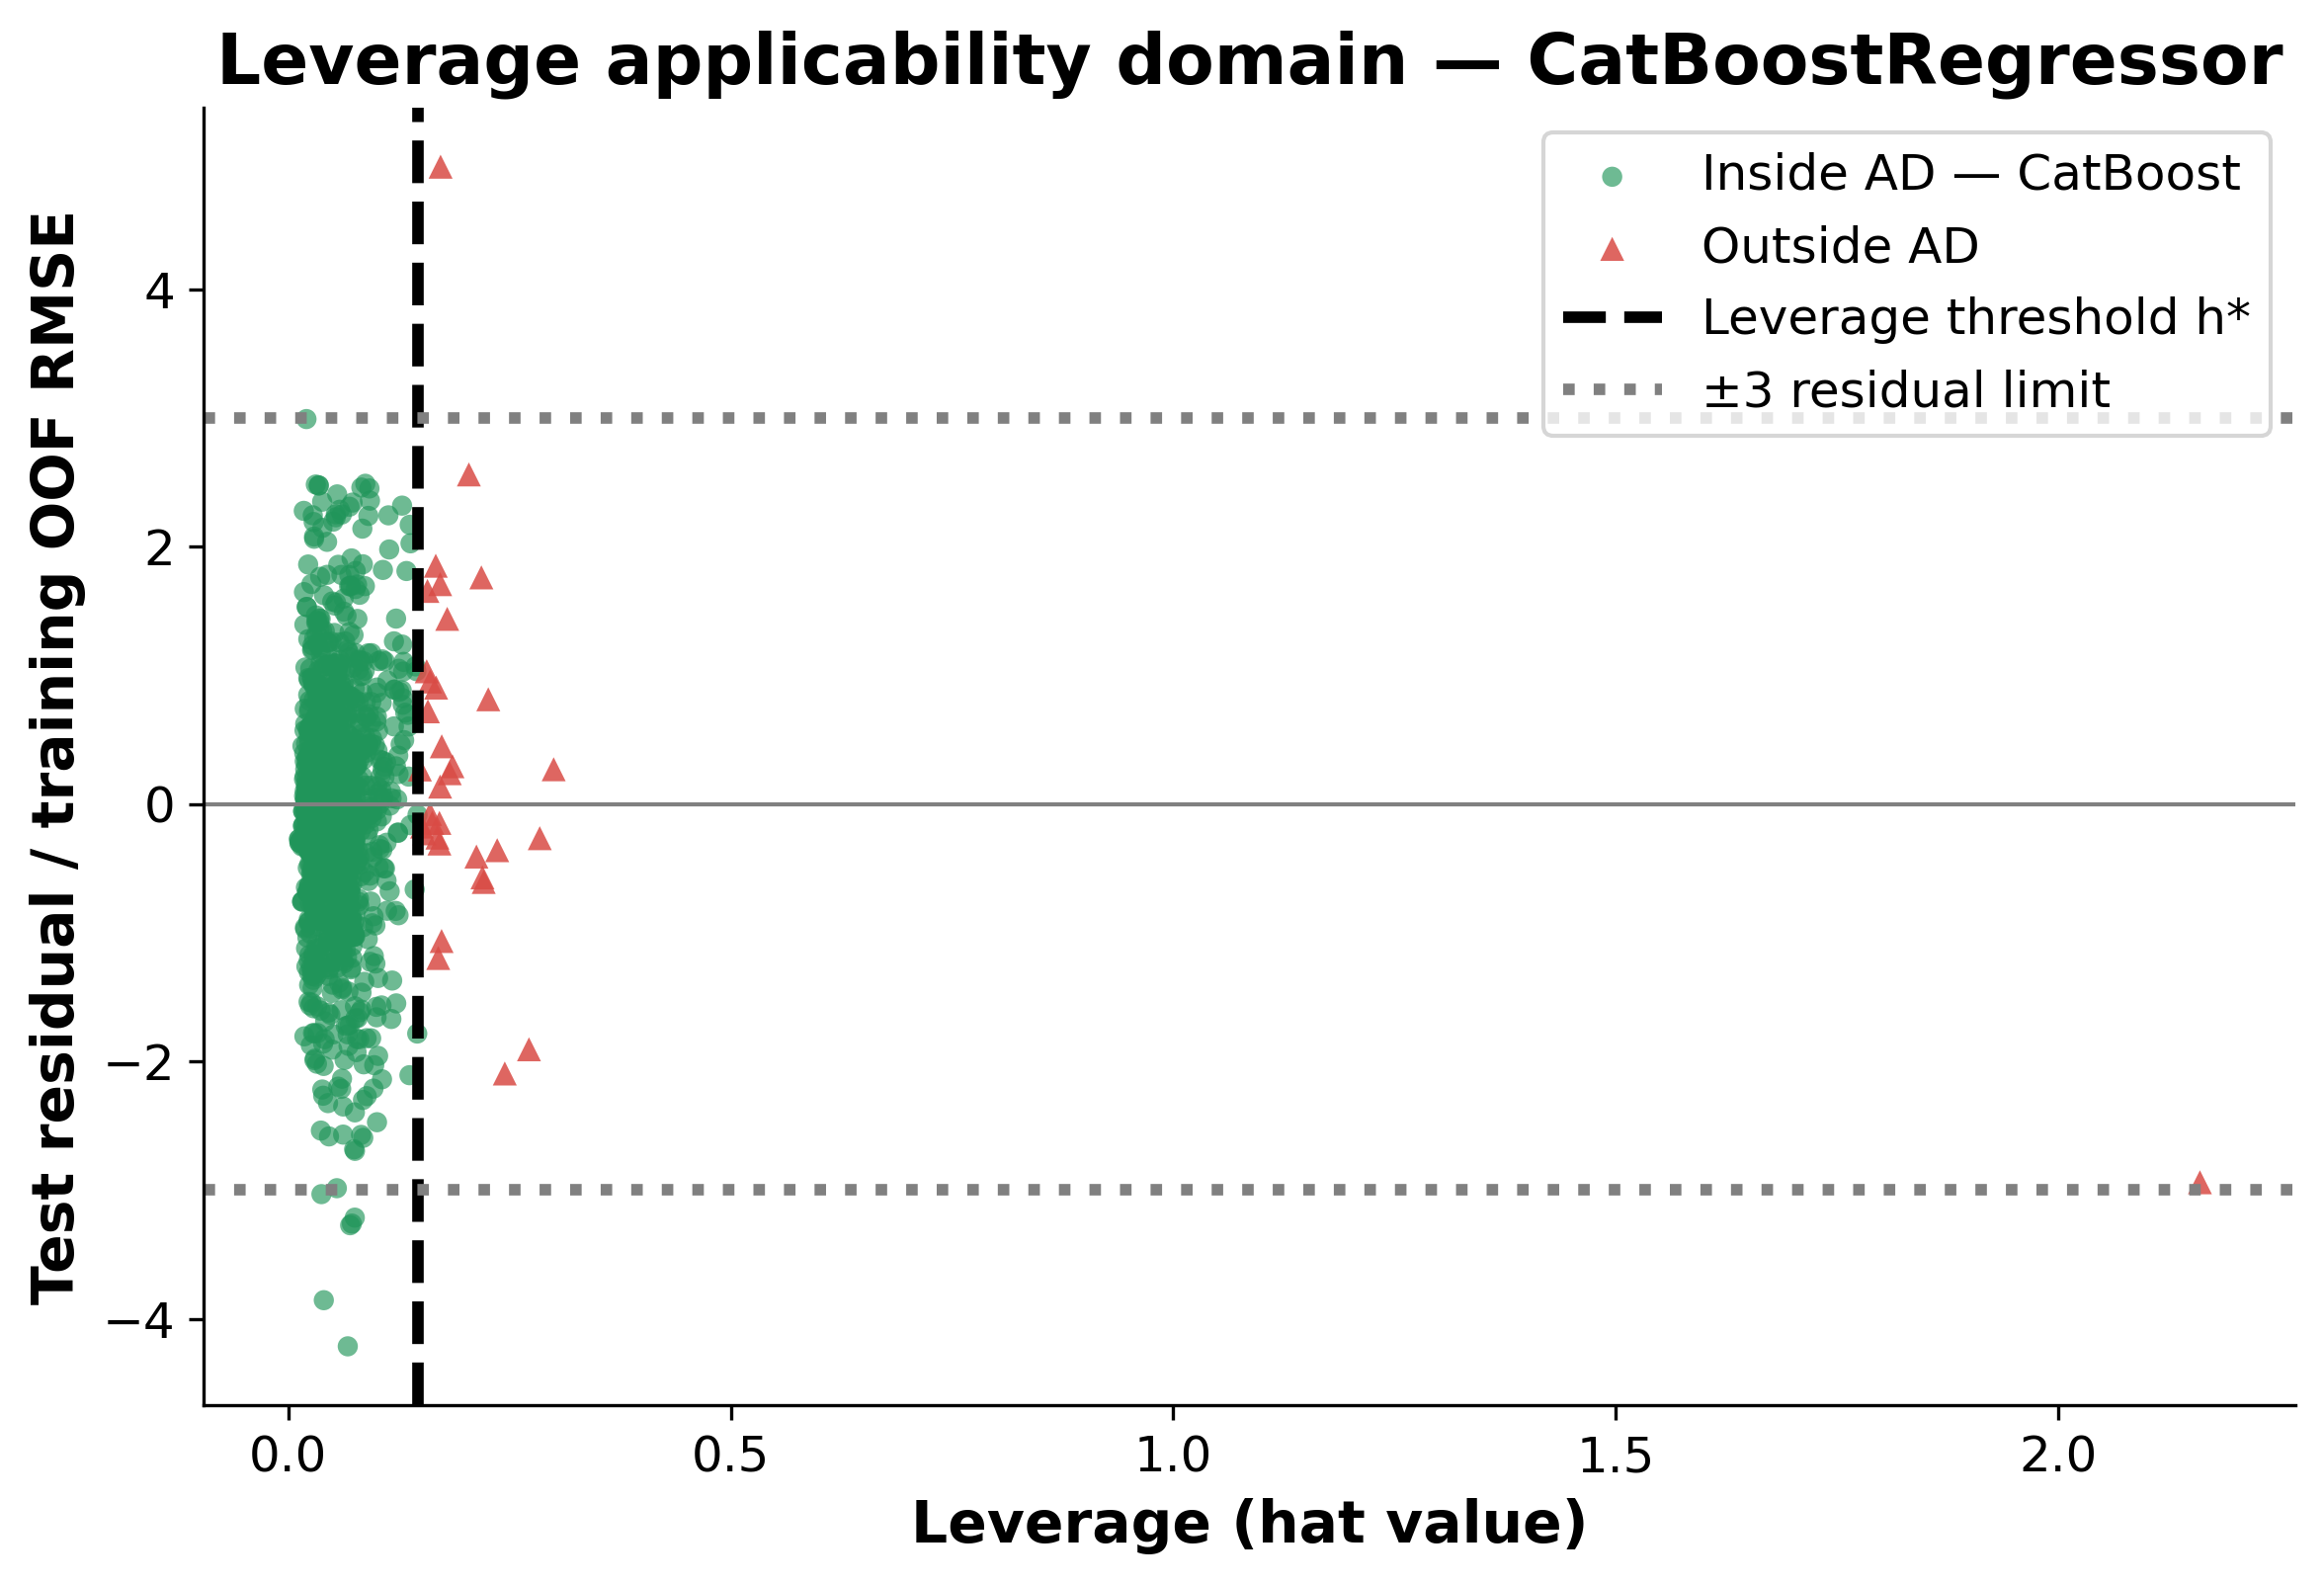 Leverage applicability domain — CatBoostRegressor
Inside AD — CatBoost
Outside AD
Leverage threshold h*
±3 residual limit
Test residual / training OOF RMSE
4
2
0
−2
−4
0.0
0.5
1.0
1.5
2.0
Leverage (hat value)